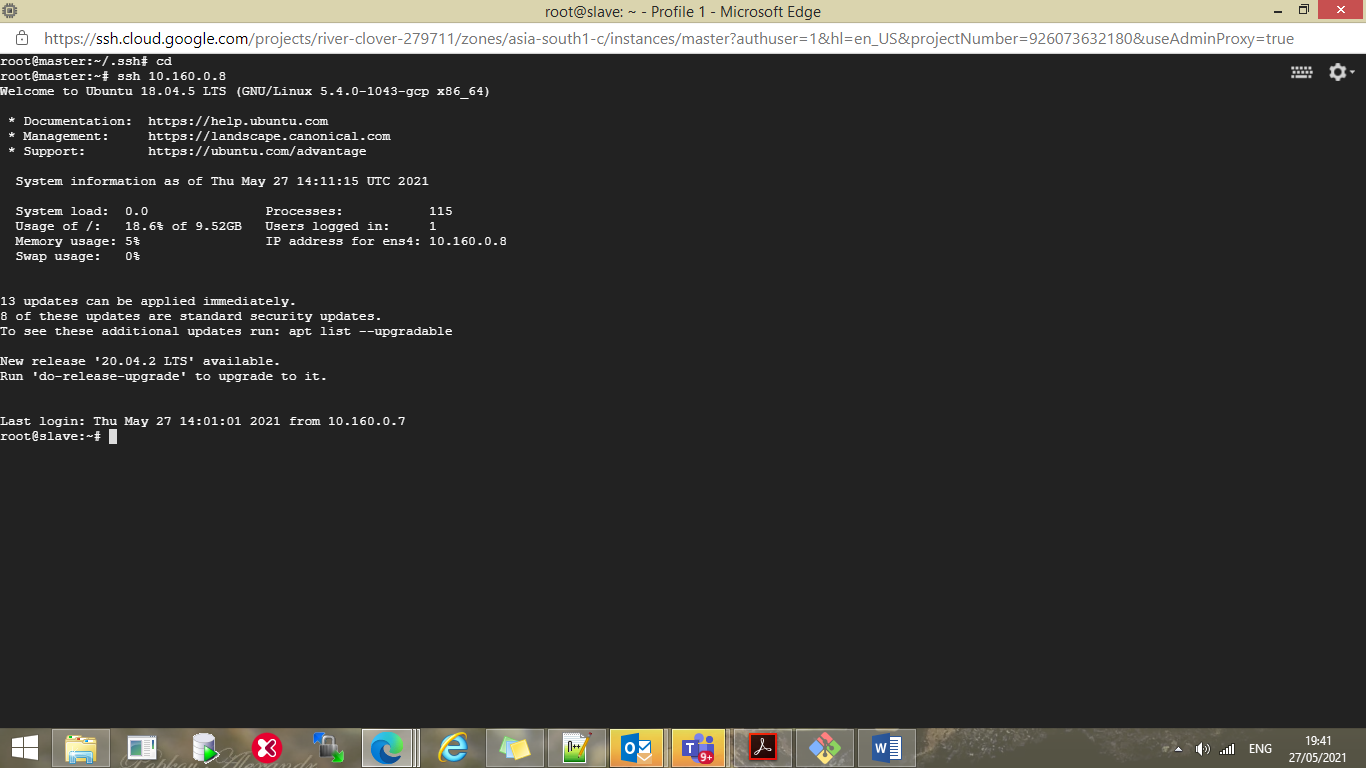 root@slave: ~ - Profile 1 - Microsoft Edge
https://ssh.cloud.google.com/projects/river-clover-279711/zones/asia-south1-c/instances/master?authuser=1&hl=en_US&projectNumber=926073632180&useAdminProxy=true
root@master:~/.ssh# cd
root@master:~# ssh 10.160.0.8
Welcome to Ubuntu 18.04.5 LTS (GNU/Linux 5.4.0-1043-gcp x86_64)
* Documentation:  https://help.ubuntu.com
* Management:     https://landscape.canonical.com
* Support:        https://ubuntu.com/advantage
System information as of Thu May 27 14:11:15 UTC 2021
System load:  0.0               Processes:           115
Usage of /:   18.6% of 9.52GB   Users logged in:     1
Memory usage: 5%                IP address for ens4: 10.160.0.8
Swap usage:   0%
13 updates can be applied immediately.
8 of these updates are standard security updates.
To see these additional updates run: apt list --upgradable
New release '20.04.2 LTS' available.
Run 'do-release-upgrade' to upgrade to it.
Last login: Thu May 27 14:01:01 2021 from 10.160.0.7
root@slave:~#
ENG
19:41
27/05/2021